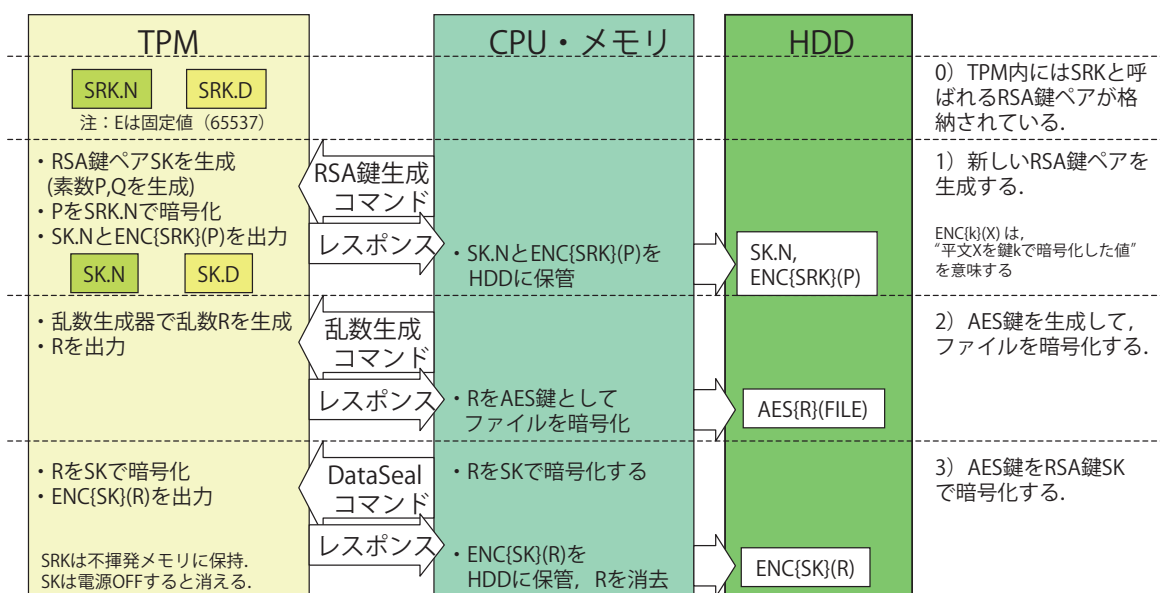 TPM
CPU・メモリ
HDD
SRK.N
SRK.D
注：Eは固定値（65537）
0）TPM内にはSRKと呼
ばれるRSA鍵ペアが格
納されている.
・RSA鍵ペアSKを生成
(素数P,Qを生成)
・PをSRK.Nで暗号化
・SK.NとENC{SRK}(P)を出力
SK.N
SK.D
RSA鍵生成
コマンド
レスポンス
・SK.NとENC{SRK}(P)を
HDDに保管
SK.N,
ENC{SRK}(P)
1）新しいRSA鍵ペアを
生成する.
ENC{k}(X) は，
“平文Xを鍵kで暗号化した値”
を意味する
・乱数生成器で乱数Rを生成
・Rを出力
乱数生成
コマンド
レスポンス
・RをAES鍵として
ファイルを暗号化
AES{R}(FILE)
2）AES鍵を生成して，
ファイルを暗号化する.
・RをSKで暗号化
・ENC{SK}(R)を出力
SRKは不揮発メモリに保持.
SKは電源OFFすると消える.
DataSeal
コマンド
レスポンス
・RをSKで暗号化する
・ENC{SK}(R)を
HDDに保管，Rを消去
ENC{SK}(R)
3）AES鍵をRSA鍵SK
で暗号化する.